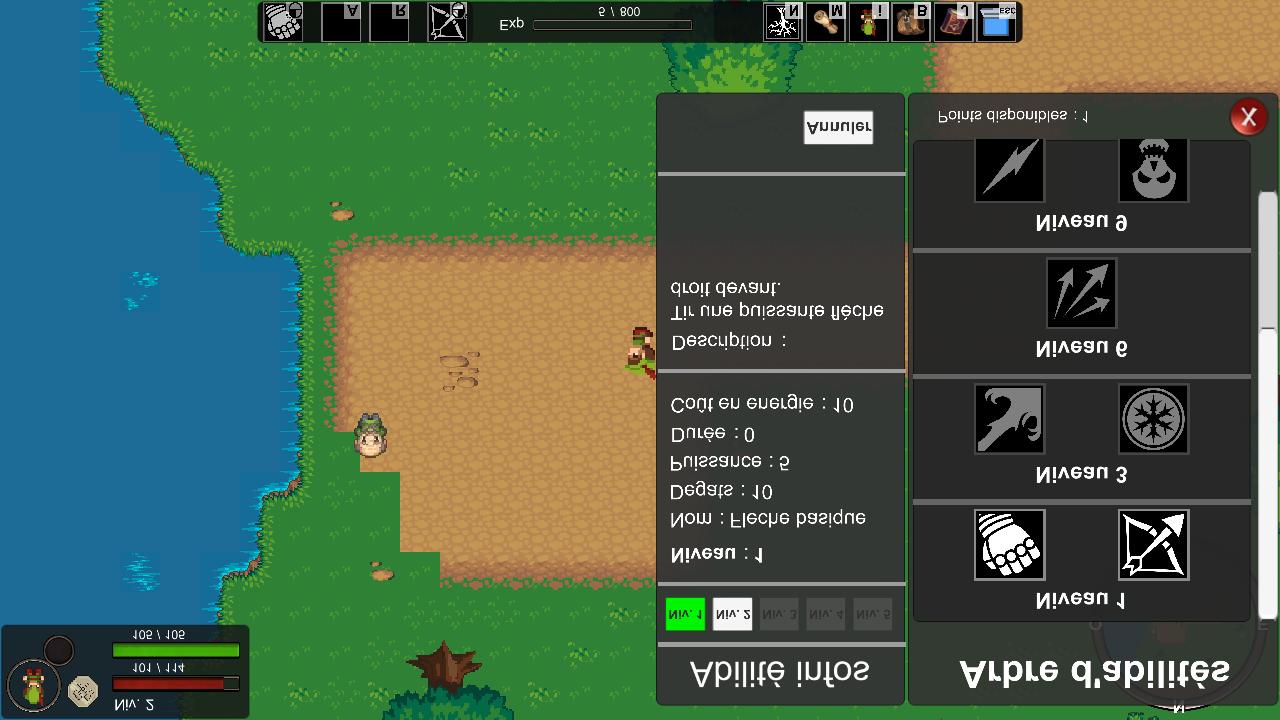 Niv. 2
101 / 114
105 / 105
Abilité infos
Niv. 1
Niv. 2
Niv. 3
Niv. 4
Niv. 5
Niveau : 1
Nom : Fleche basique
Degats : 10
Puissance : 5
Durée : 0
Coût en energie : 10
Description :
Tir une puissante flèche
droit devant.
Annuler
N
Arbre d'abilités
Niveau 1
Niveau 3
Niveau 6
Niveau 9
Points disponibles : 1
X
A
R
Exp
5 / 800
N
M
I
B
J
ESC